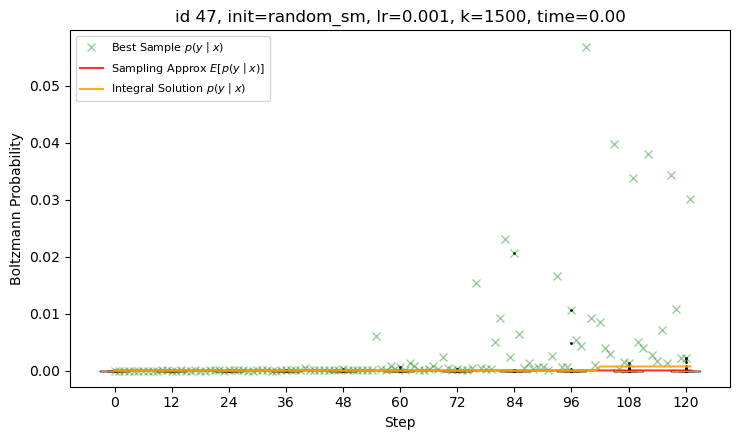 id 47, init=random_sm, lr=0.001, k=1500, time=0.00
Best Sample p(y | x)
Sampling Approx E[p(y | x)]
Integral Solution p(y | x)
Boltzmann Probability
0.05
0.04
0.03
0.02
0.01
0.00
0 12 24 36 48 60 72 84 96 108 120
Step